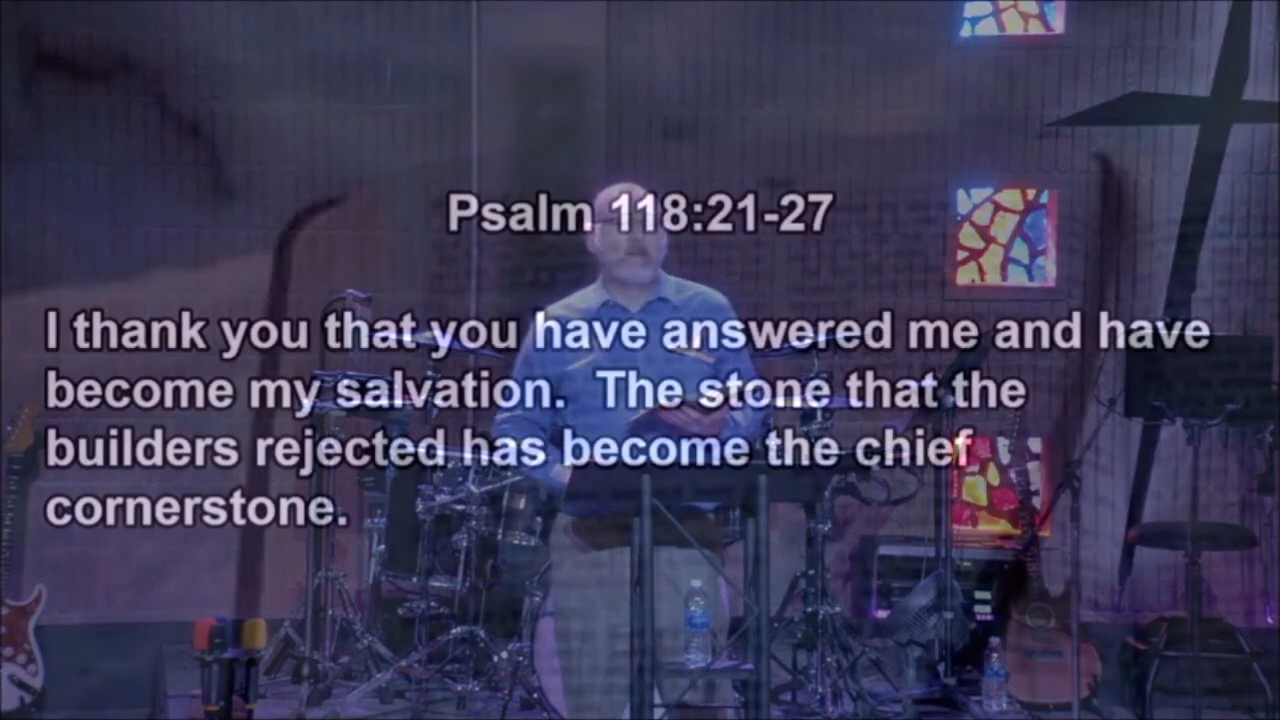 Psalm 118:21-27
I thank you that you have answered me and have
become my salvation.  The stone that the
builders rejected has become the chief
cornerstone.